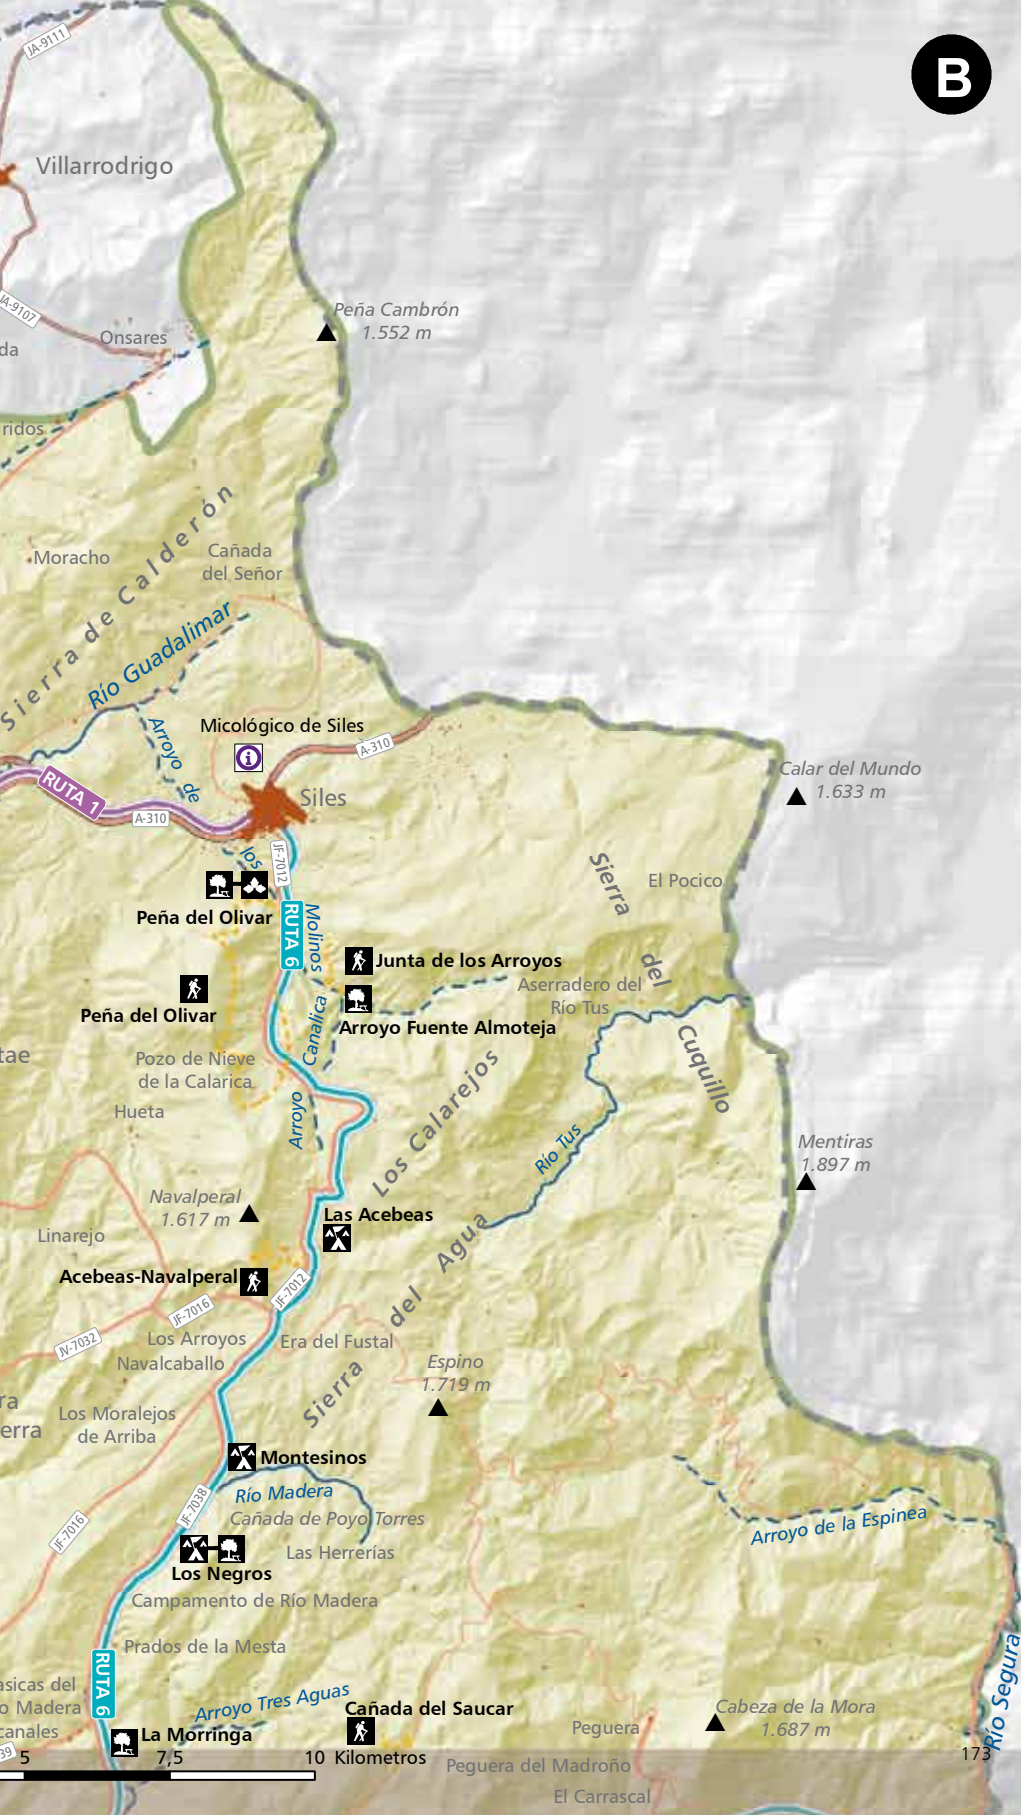 JA-9111
B
Villarrodrigo
JA-9107
Peña Cambrón
1.552 m
Onsares
da
ridos
Sierra de Calderón
Moracho
Cañada
del Señor
Río Guadalimar
Arroyo de
Micológico de Siles
A-310
RUTA 1
A-310
Siles
Calar del Mundo
1.633 m
los
JF-7012
Peña del Olivar
RUTA 6
Molinos
Sierra
del
Cuquillo
El Pocico
Junta de los Arroyos
Aserradero del
Río Tus
Peña del Olivar
Arroyo Fuente Almoteja
Canalica
tae
Pozo de Nieve
de la Calarica
Hueta
Arroyo
Los Calarejos
Río Tus
Mentiras
1.897 m
Navalperal
1.617 m
Las Acebeas
Linarejo
Acebeas-Navalperal
JF-7012
JF-7016
JV-7032
Los Arroyos
Navalcaballo
Era del Fustal
Sierra del Agua
Espino
1.719 m
ra
erra
Los Moralejos
de Arriba
Montesinos
Río Madera
JF-7038
Cañada de Poyo Torres
JF-7016
Arroyo de la Espinea
Las Herrerías
Los Negros
Campamento de Río Madera
Prados de la Mesta
RUTA 6
asicas del
o Madera
canales
Arroyo Tres Aguas
Cañada del Saucar
La Morringa
Peguera
Cabeza de la Mora
1.687 m
Río Segura
39
5 7,5 10 Kilometros
173
Peguera del Madroño
El Carrascal